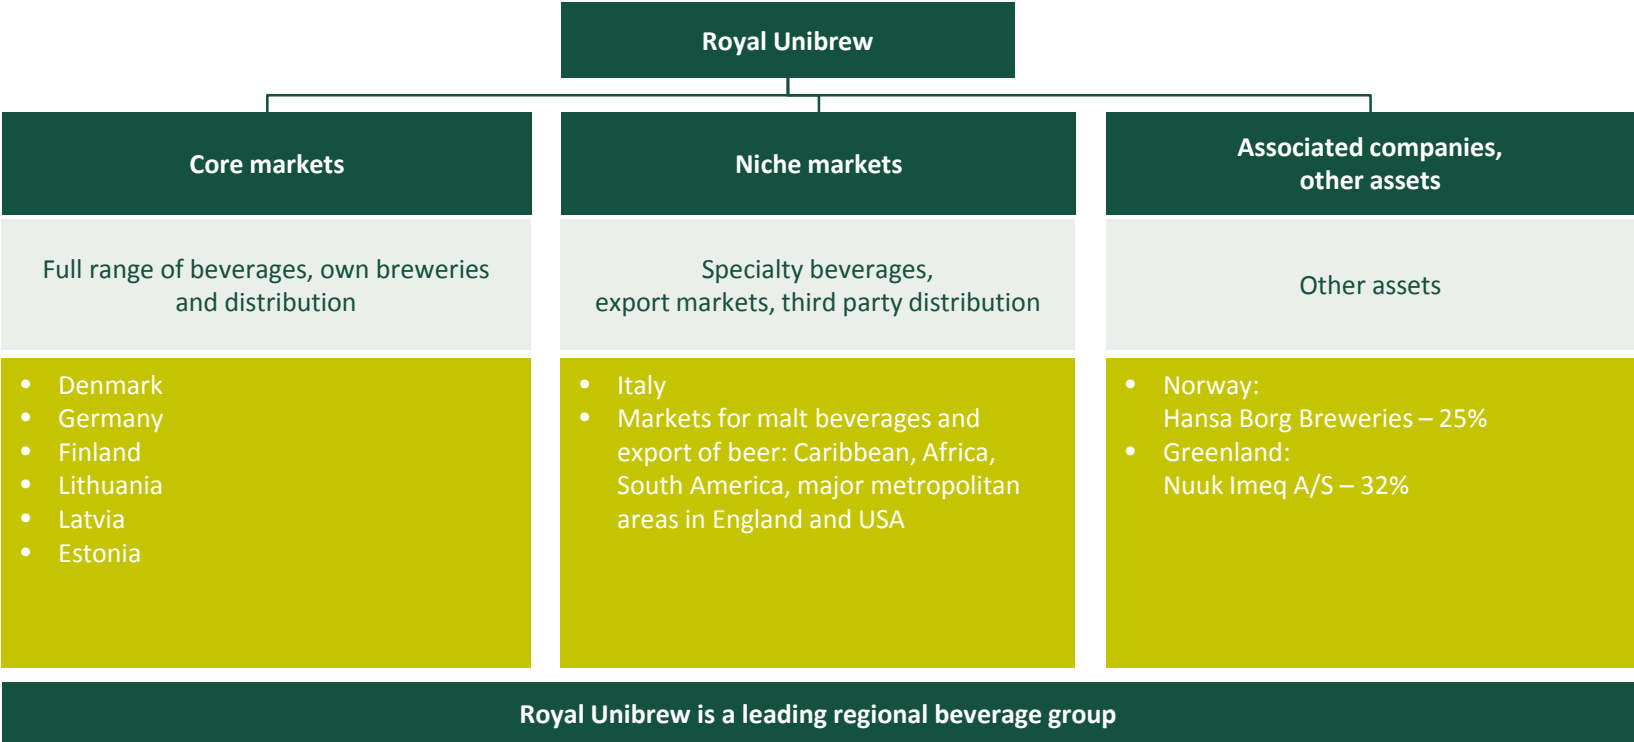 Royal Unibrew
Core markets
Full range of beverages, own breweries
and distribution
• Denmark
• Germany
• Finland
• Lithuania
• Latvia
• Estonia
Niche markets
Specialty beverages,
export markets, third party distribution
• Italy
• Markets for malt beverages and
export of beer: Caribbean, Africa,
South America, major metropolitan
areas in England and USA
Associated companies,
other assets
Other assets
• Norway:
Hansa Borg Breweries – 25%
• Greenland:
Nuuk Imeq A/S – 32%
Royal Unibrew is a leading regional beverage group